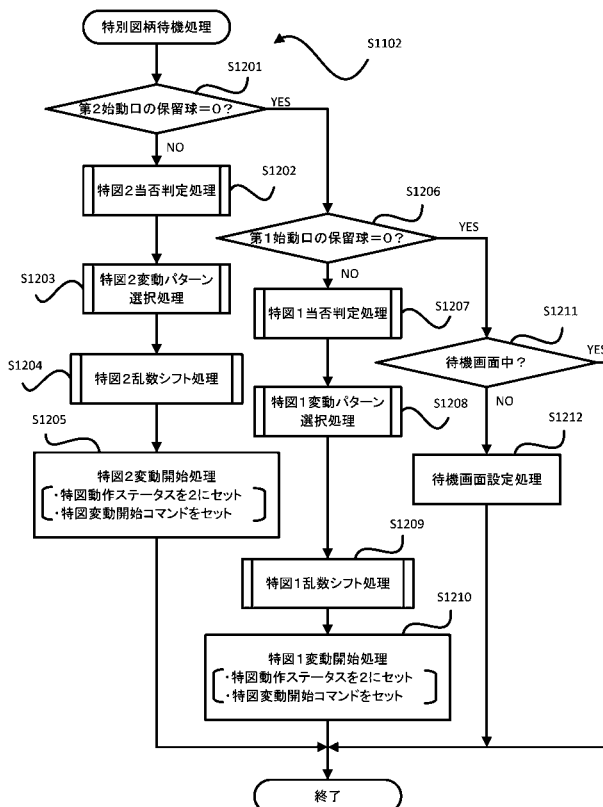 特別図柄待機処理
S1102
S1201
第2始動口の保留球=0?
YES
NO
S1202
特図2当否判定処理
S1203
特図2変動パターン
選択処理
S1204
特図2乱数シフト処理
S1205
特図2変動開始処理
・特図動作ステータスを2にセット
・特図変動開始コマンドをセット
S1206
第1始動口の保留球=0?
YES
NO
S1207
特図1当否判定処理
特図1変動パターン
選択処理
S1208
S1209
特図1乱数シフト処理
S1210
特図1変動開始処理
・特図動作ステータスを2にセット
・特図変動開始コマンドをセット
S1211
待機画面中?
YES
NO
S1212
待機画面設定処理
終了